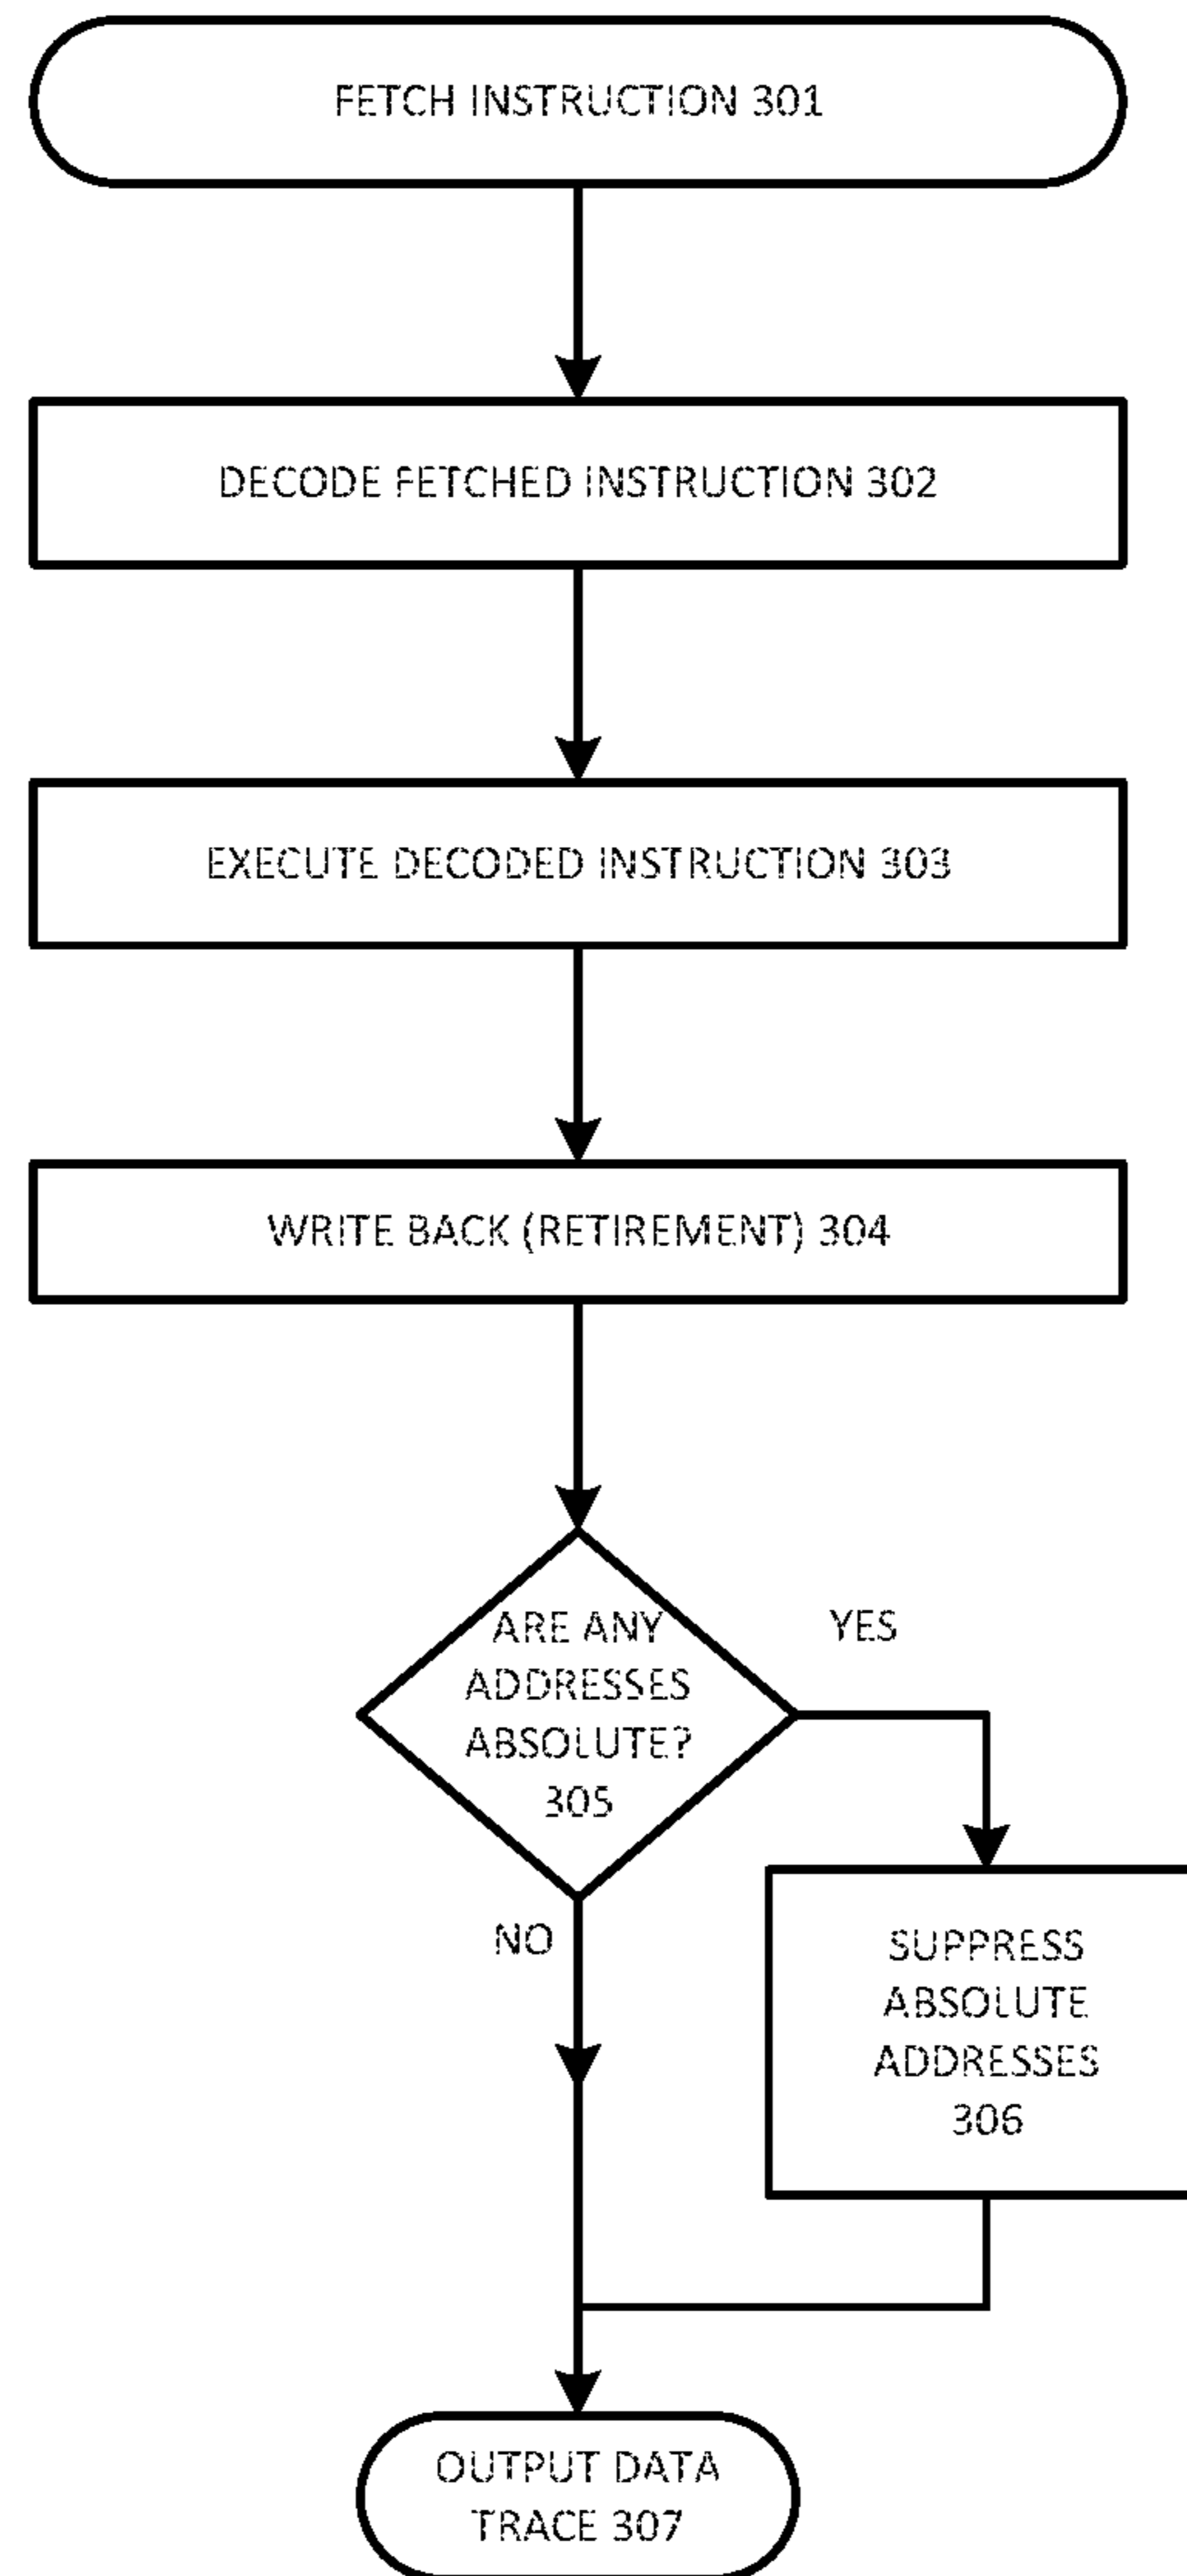 FETCH INSTRUCTION 301
DECODE FETCHED INSTRUCTION 302
EXECUTE DECODED INSTRUCTION 303
WRITE BACK (RETIREMENT) 304
ARE ANY
ADDRESSES
ABSOLUTE?
305
YES
NO
SUPPRESS
ABSOLUTE
ADDRESSES
306
OUTPUT DATA
TRACE 307